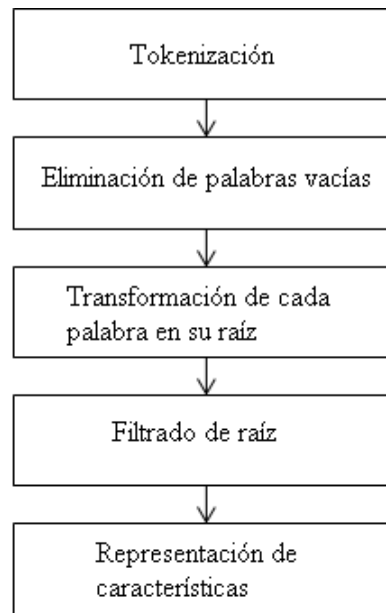 Tokenización
Eliminación de palabras vacías
Transformación de cada
palabra en su raíz
Filtrado de raíz
Representación de
características